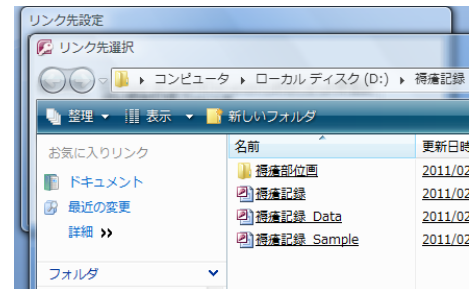 リンク先設定
リンク先選択
コンピュータ ▸ ローカル ディスク (D:) ▸ 褥瘡記録
整理 ▼ 表示 ▼ 新しいフォルダ
お気に入りリンク
ドキュメント
最近の変更
詳細 >>
フォルダ
名前 更新日時
褥瘡部位画 2011/02
褥瘡記録 2011/02
褥瘡記録_Data 2011/02
褥瘡記録_Sample 2011/02